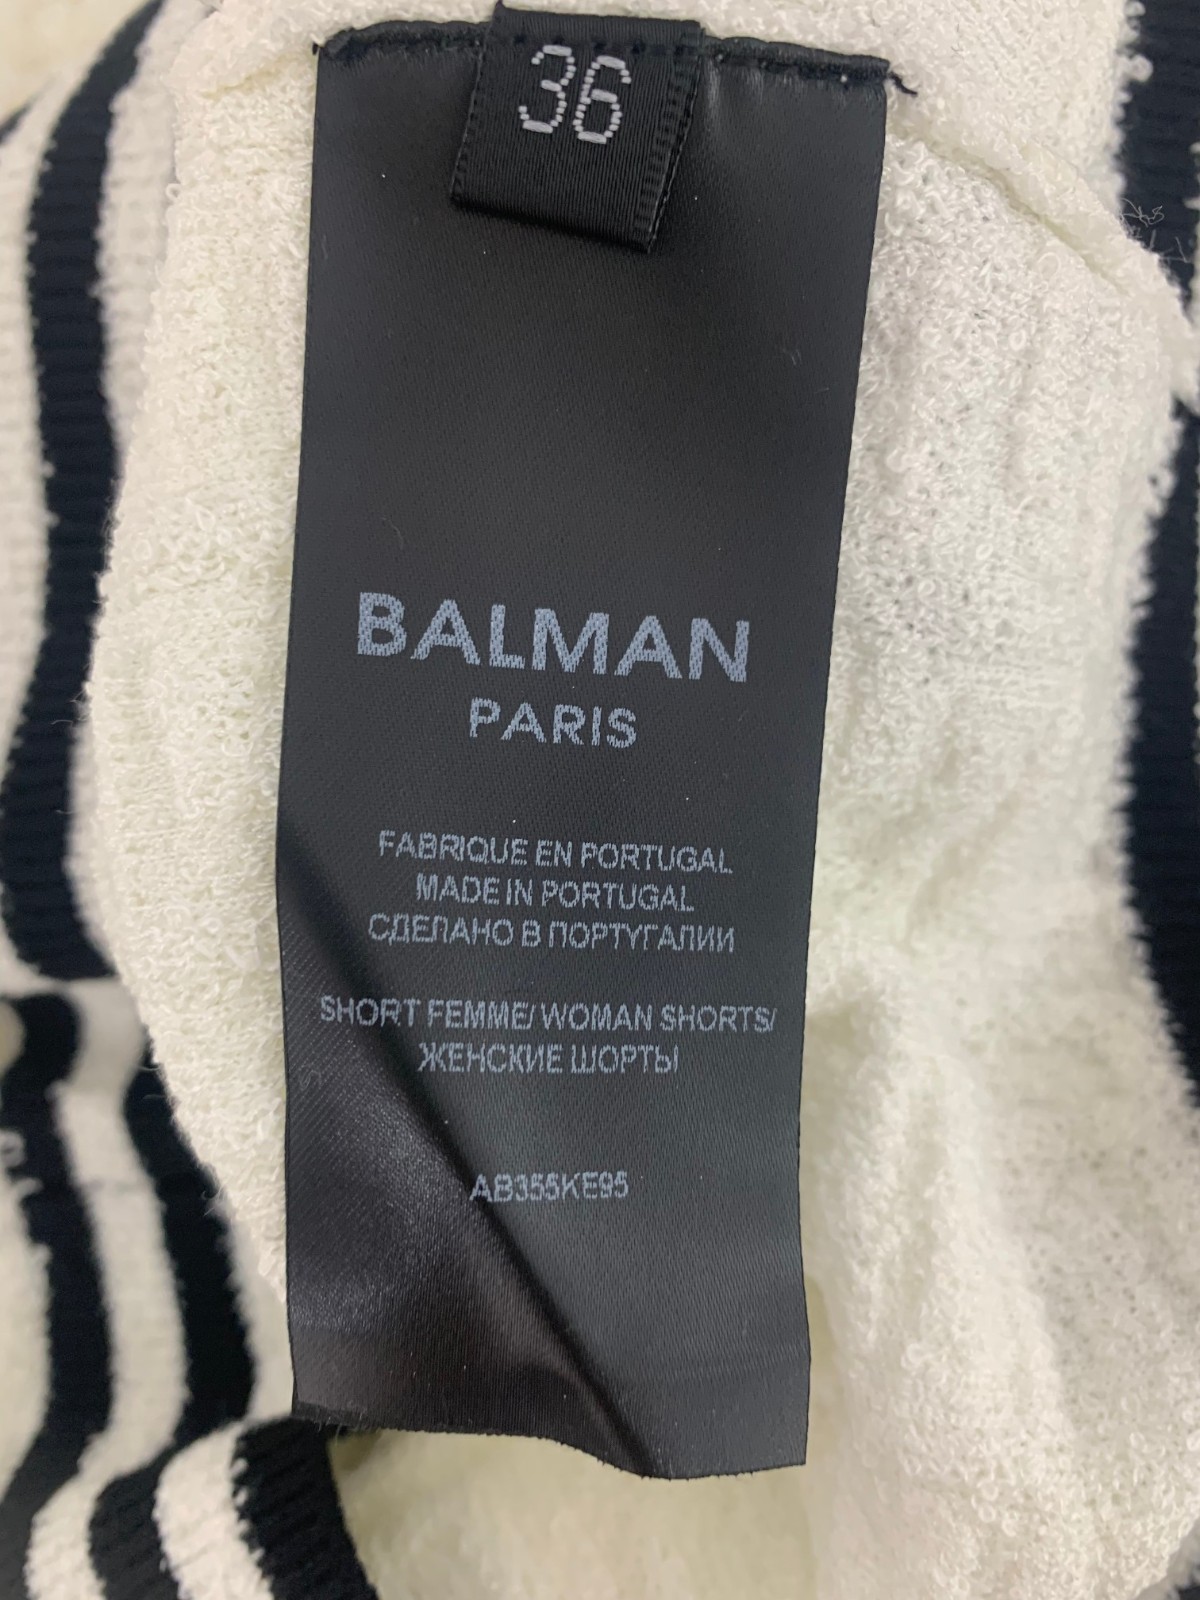 36
BALMAN
PARIS
FABRIQUE EN PORTUGAL
MADE IN PORTUGAL
СДЕЛАНО В ПОРТУГАЛИИ
SHORT FEMME/ WOMAN SHORTS/
ЖЕНСКИЕ ШОРТЫ
AB355KE95